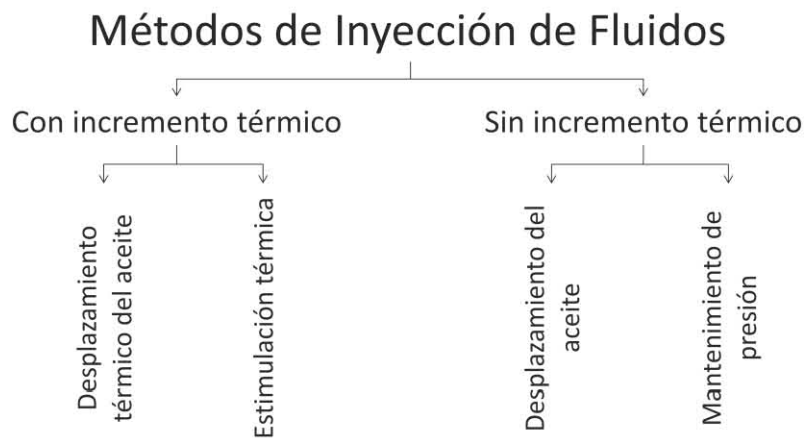 Métodos de Inyección de Fluidos
Con incremento térmico
Sin incremento térmico
Desplazamiento
térmico del aceite
Estimulación térmica
Desplazamiento del
aceite
Mantenimiento de
presión